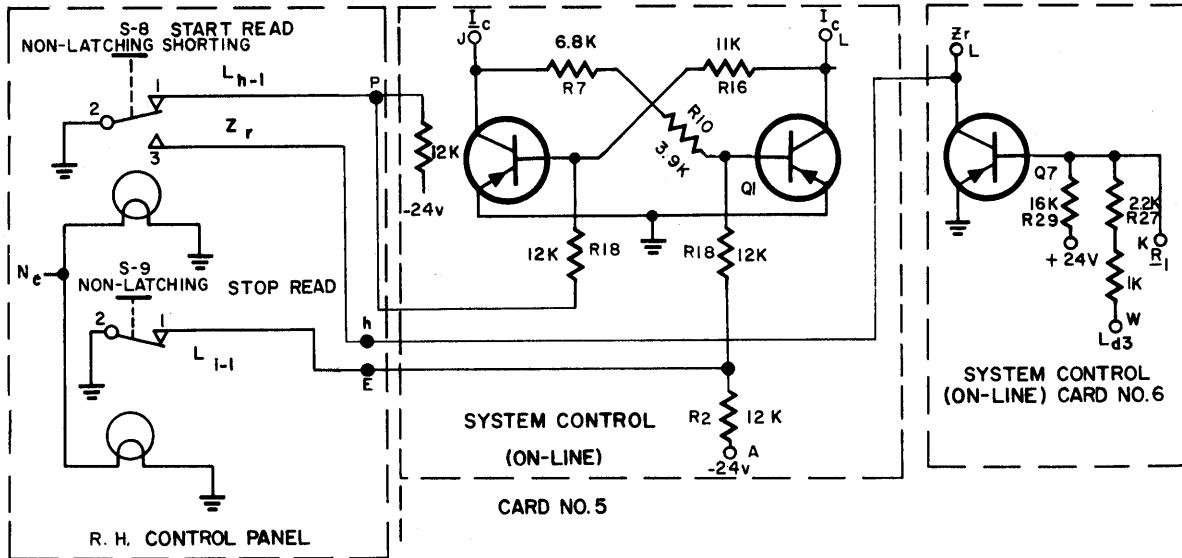 S-8 START READ
NON-LATCHING SHORTING
L h-1
1
2
3
Z r
P
12K
-24v
N e
S-9
NON-LATCHING STOP READ
2
1
L i-1
h
E
R. H. CONTROL PANEL
I c
J
6.8K
R7
11K
R16
I c
L
R10
3.9K
Q1
12K R18
R18 12K
R2 12K
A
-24v
SYSTEM CONTROL
(ON-LINE)
CARD NO. 5
Zr
L
Q7
16K
R29
+24V
2.2K
R27
K R 1
1K
W
L d3
SYSTEM CONTROL
(ON-LINE) CARD NO. 6